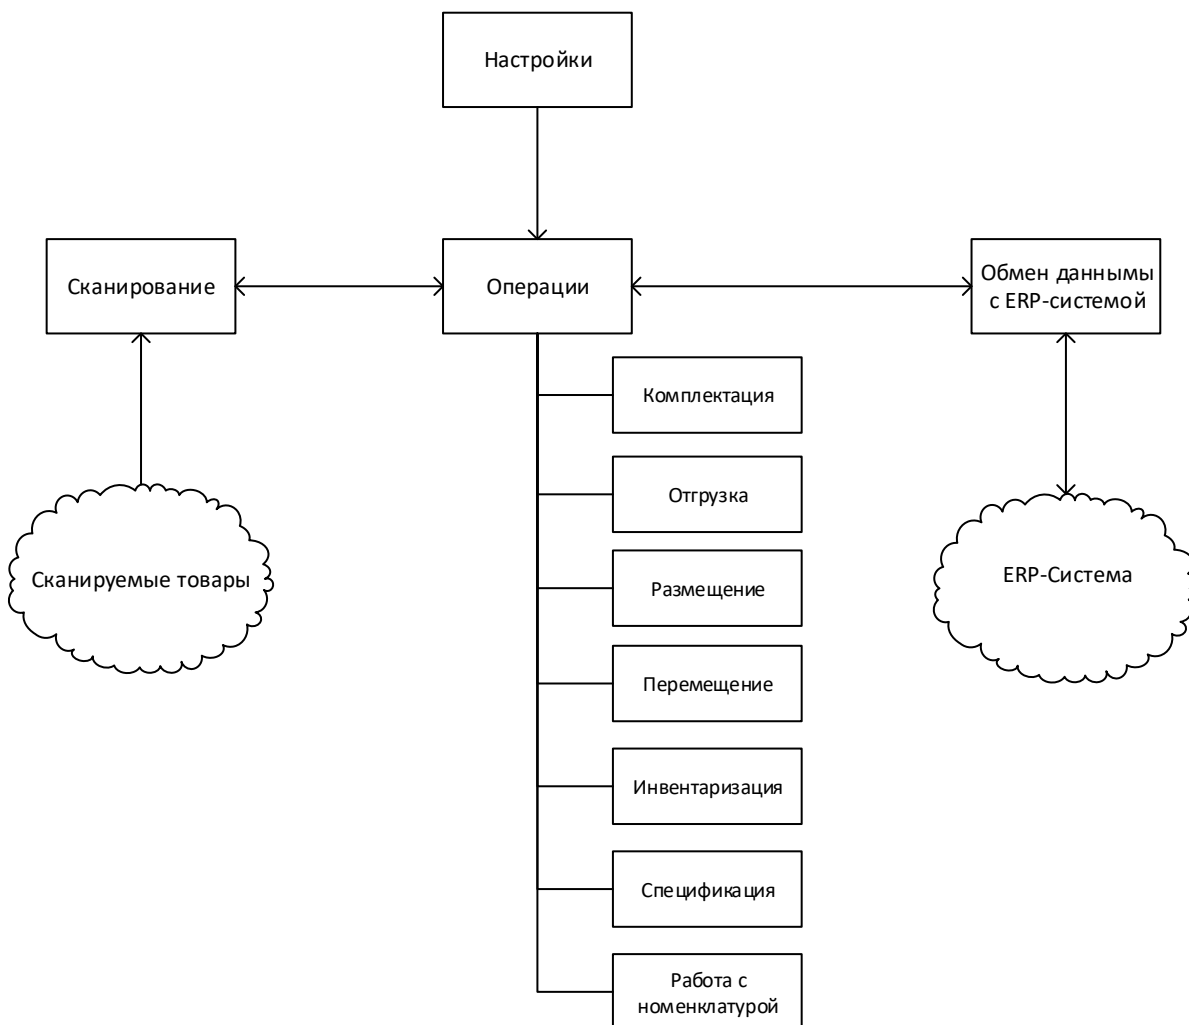 Настройки
Сканирование
Операции
Обмен данными
с ERP-системой
Комплектация
Отгрузка
Размещение
Перемещение
Инвентаризация
Спецификация
Работа с
номенклатурой
Сканируемые товары
ERP-Система